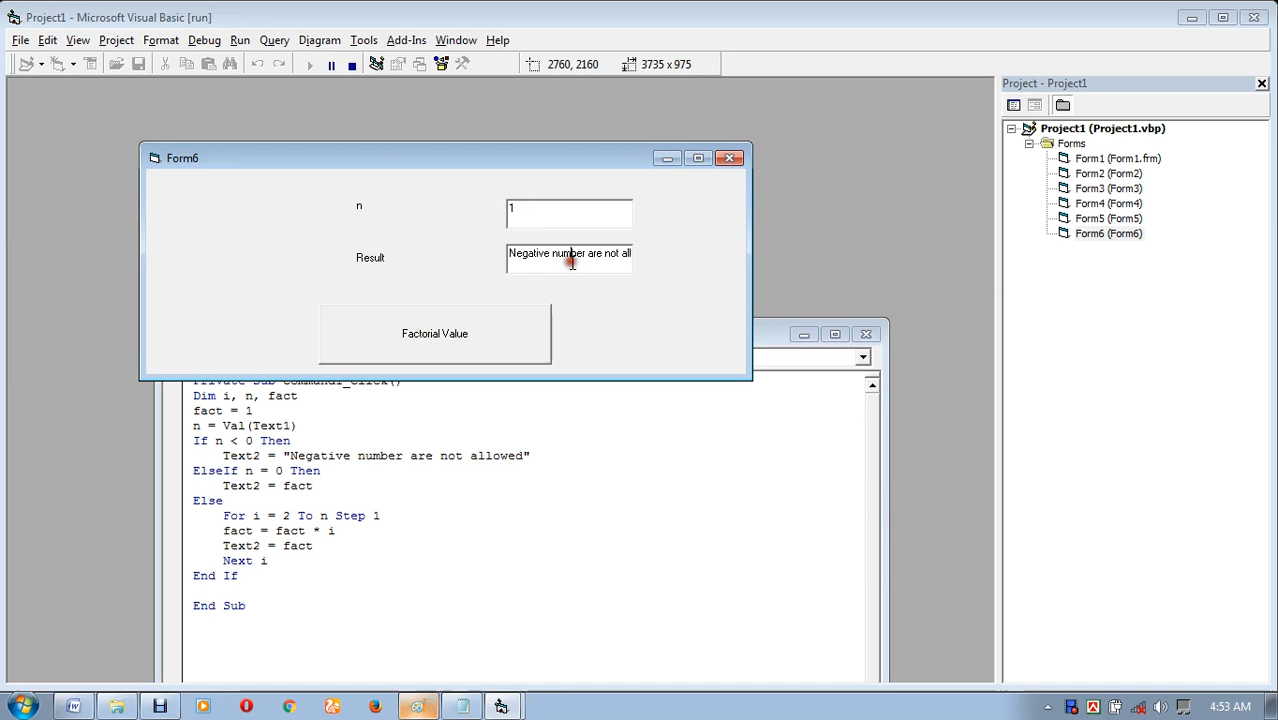 Project1 - Microsoft Visual Basic [run]
File Edit View Project Format Debug Run Query Diagram Tools Add-Ins Window Help
2760, 2160 3735 x 975
Project - Project1
Project1 (Project1.vbp)
Forms
Form1 (Form1.frm)
Form2 (Form2)
Form3 (Form3)
Form4 (Form4)
Form5 (Form5)
Form6 (Form6)
Form6
n 1
Result Negative number are not all
Factorial Value
Private Sub Command1_Click()
Dim i, n, fact
fact = 1
n = Val(Text1)
If n < 0 Then
Text2 = "Negative number are not allowed"
ElseIf n = 0 Then
Text2 = fact
Else
For i = 2 To n Step 1
fact = fact * i
Text2 = fact
Next i
End If
End Sub
4:53 AM